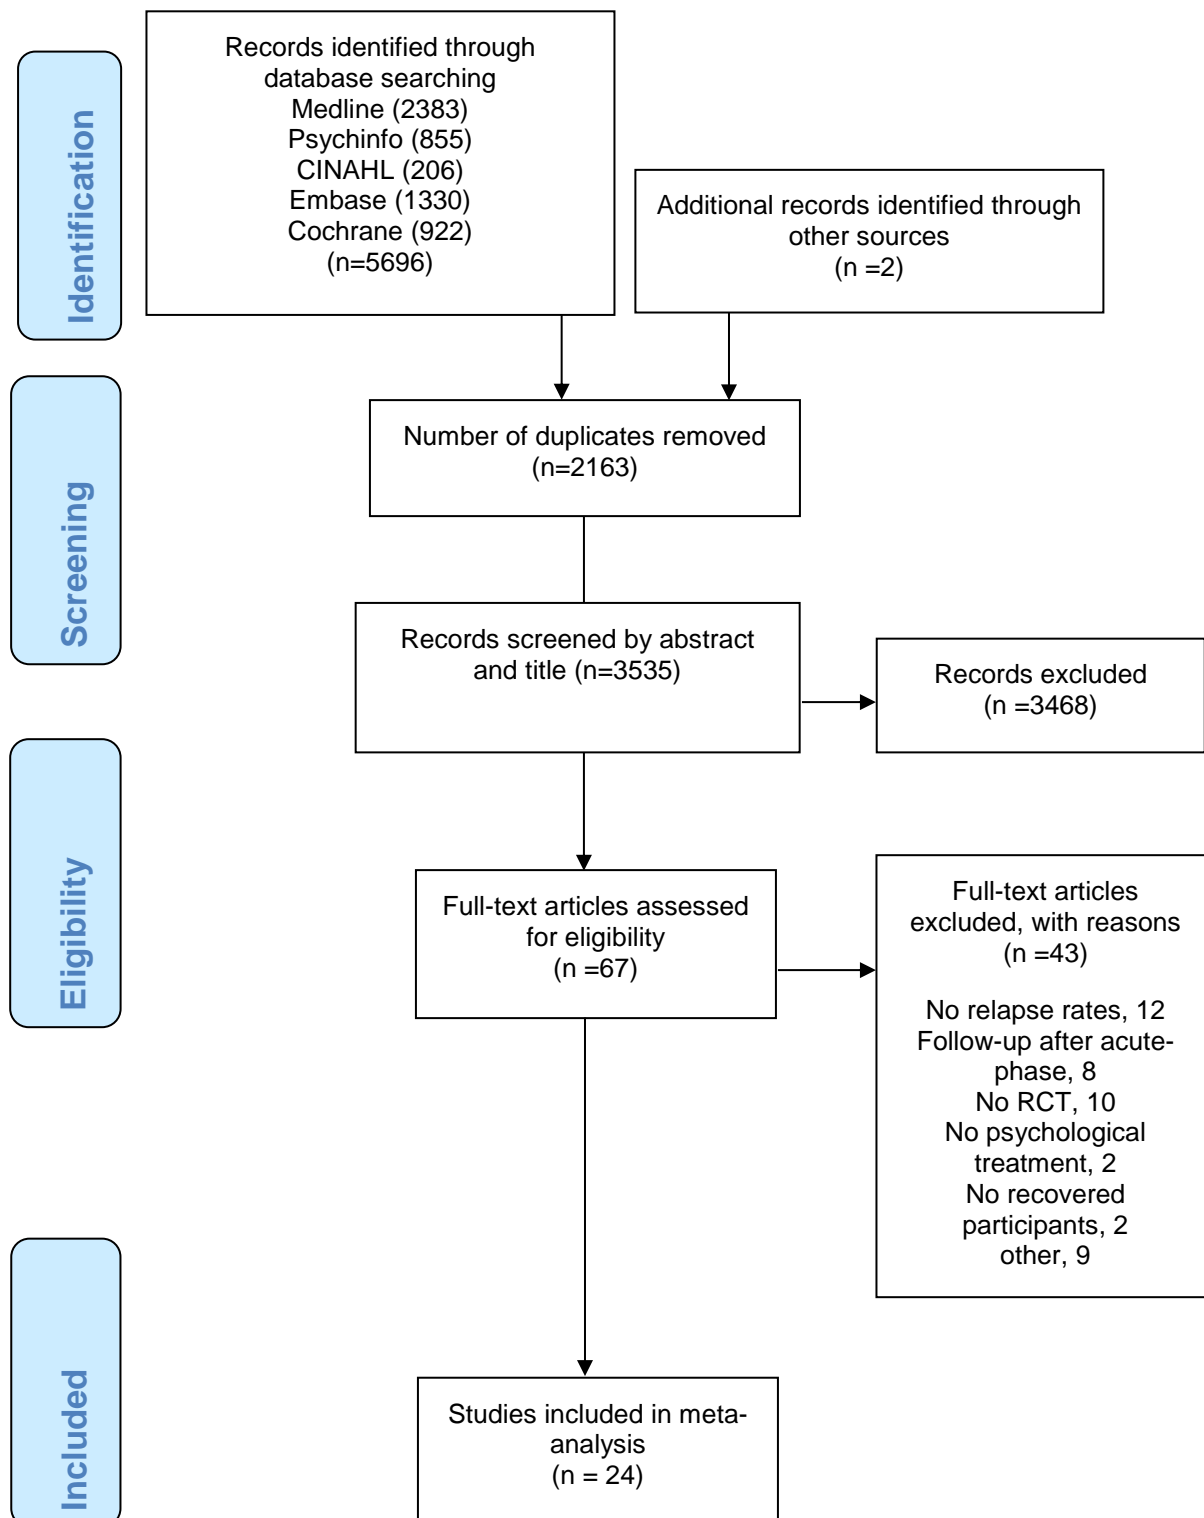 Identification
Records identified through
database searching
Medline (2383)
Psychinfo (855)
CINAHL (206)
Embase (1330)
Cochrane (922)
(n=5696)
Additional records identified through
other sources
(n =2)
Screening
Number of duplicates removed
(n=2163)
Records screened by abstract
and title (n=3535)
Records excluded
(n =3468)
Eligibility
Full-text articles assessed
for eligibility
(n =67)
Full-text articles
excluded, with reasons
(n =43)
No relapse rates, 12
Follow-up after acute-
phase, 8
No RCT, 10
No psychological
treatment, 2
No recovered
participants, 2
other, 9
Included
Studies included in meta-
analysis
(n = 24)